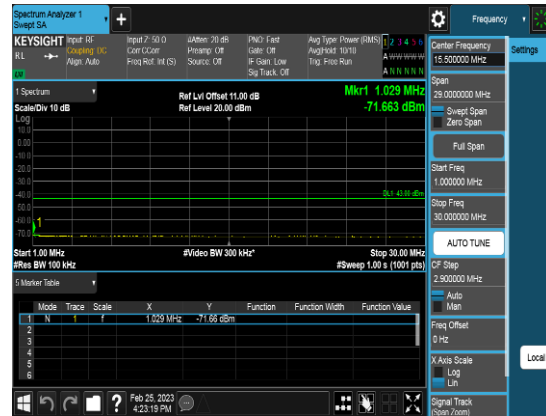 Spectrum Analyzer 1
Swept SA
+
Frequency
KEYSIGHT
RL
Input: RF
Coupling: DC
Align: Auto
Input Z: 50 Ω
Corr CCorr
Freq Ref: Int (S)
#Atten: 20 dB
Preamp: Off
Source: Off
PNO: Fast
Gate: Off
IF Gain: Low
Sig Track: Off
Avg Type: Power (RMS)
Avg|Hold: 10/10
Trig: Free Run
1 2 3 4 5 6
A W W W W W
A N N N N N
1 Spectrum
Scale/Div 10 dB
Ref Lvl Offset 11.00 dB
Ref Level 20.00 dBm
Mkr1 1.029 MHz
-71.663 dBm
Log
10.0
0.00
-10.0
-20.0
-30.0
-40.0
-50.0
-60.0
-70.0
DL1 -43.00 dBm
1
Start 1.00 MHz
#Res BW 100 kHz
#Video BW 300 kHz*
Stop 30.00 MHz
#Sweep 1.00 s (1001 pts)
5 Marker Table
Mode Trace Scale X Y Function Function Width Function Value
1 N 1 f 1.029 MHz -71.66 dBm
2
3
4
5
6
Feb 25, 2023
4:23:19 PM
Center Frequency
15.500000 MHz
Span
29.0000000 MHz
Swept Span
Zero Span
Full Span
Start Freq
1.000000 MHz
Stop Freq
30.000000 MHz
AUTO TUNE
CF Step
2.900000 MHz
Auto
Man
Freq Offset
0 Hz
X Axis Scale
Log
Lin
Signal Track
(Span Zoom)
Settings
Local